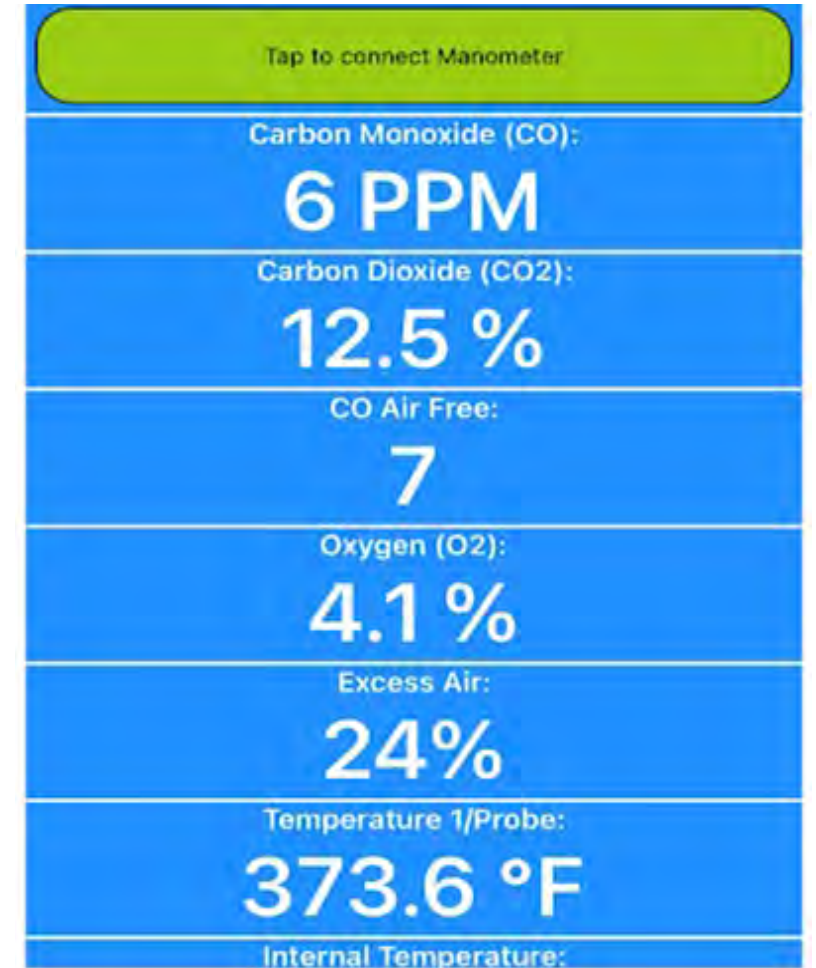 Tap to connect Manometer
Carbon Monoxide (CO):
6 PPM
Carbon Dioxide (CO2):
12.5 %
CO Air Free:
7
Oxygen (O2):
4.1 %
Excess Air:
24%
Temperature 1/Probe:
373.6 °F
Internal Temperature: